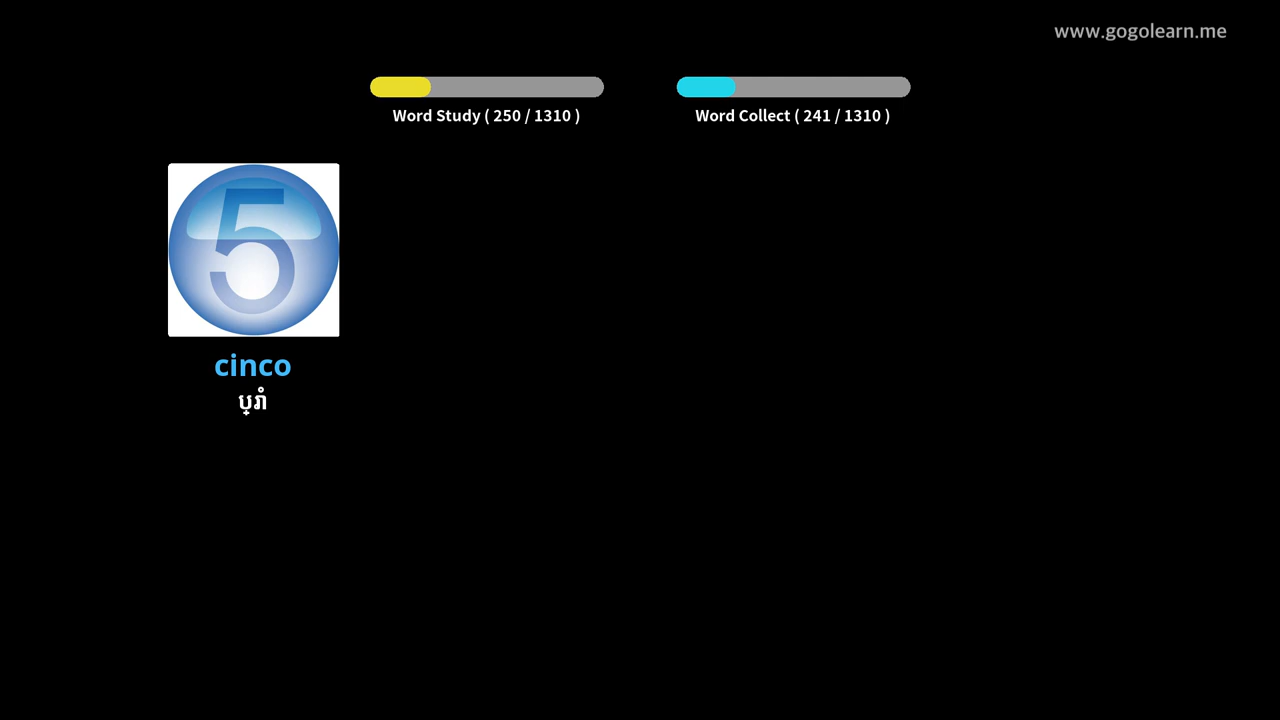 www.gogolearn.me
Word Study ( 250 / 1310 )
Word Collect ( 241 / 1310 )
5
cinco
ប្រាំ